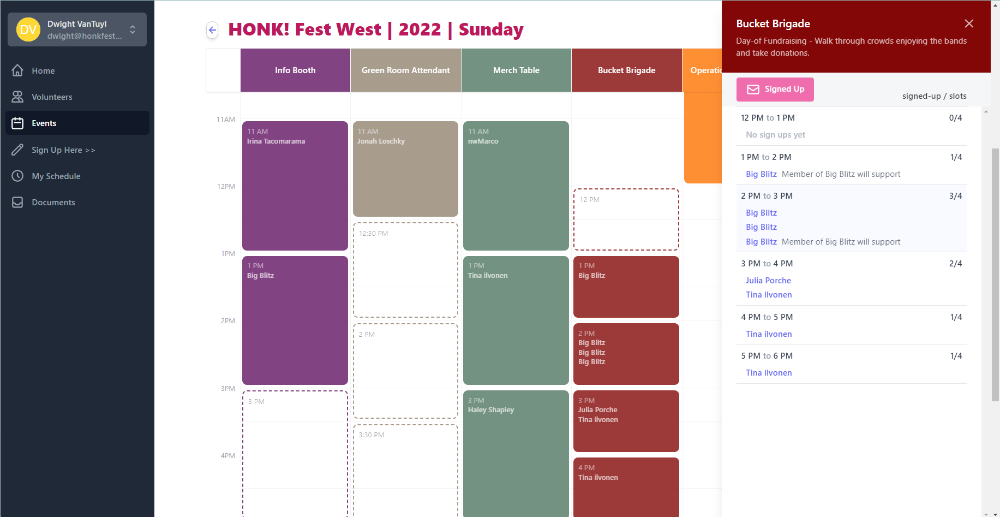 DV
Dwight VanTuyl
dwight@honkfest...
Home
Volunteers
Events
Sign Up Here >>
My Schedule
Documents
HONK! Fest West | 2022 | Sunday
Info Booth
Green Room Attendant
Merch Table
Bucket Brigade
Operatio
11AM
12PM
1PM
2PM
3PM
4PM
11 AM
Irina Tacomarama
1 PM
Big Blitz
3 PM
11 AM
Jonah Loschky
12:30 PM
2 PM
3:30 PM
11 AM
nwMarco
1 PM
Tina ilvonen
3 PM
Haley Shapley
12 PM
1 PM
Big Blitz
2 PM
Big Blitz
Big Blitz
Big Blitz
3 PM
Julia Porche
Tina ilvonen
4 PM
Tina ilvonen
Bucket Brigade
Day-of Fundraising - Walk through crowds enjoying the bands
and take donations.
Signed Up
signed-up / slots
12 PM to 1 PM 0/4
No sign ups yet
1 PM to 2 PM 1/4
Big Blitz Member of Big Blitz will support
2 PM to 3 PM 3/4
Big Blitz
Big Blitz
Big Blitz Member of Big Blitz will support
3 PM to 4 PM 2/4
Julia Porche
Tina ilvonen
4 PM to 5 PM 1/4
Tina ilvonen
5 PM to 6 PM 1/4
Tina ilvonen